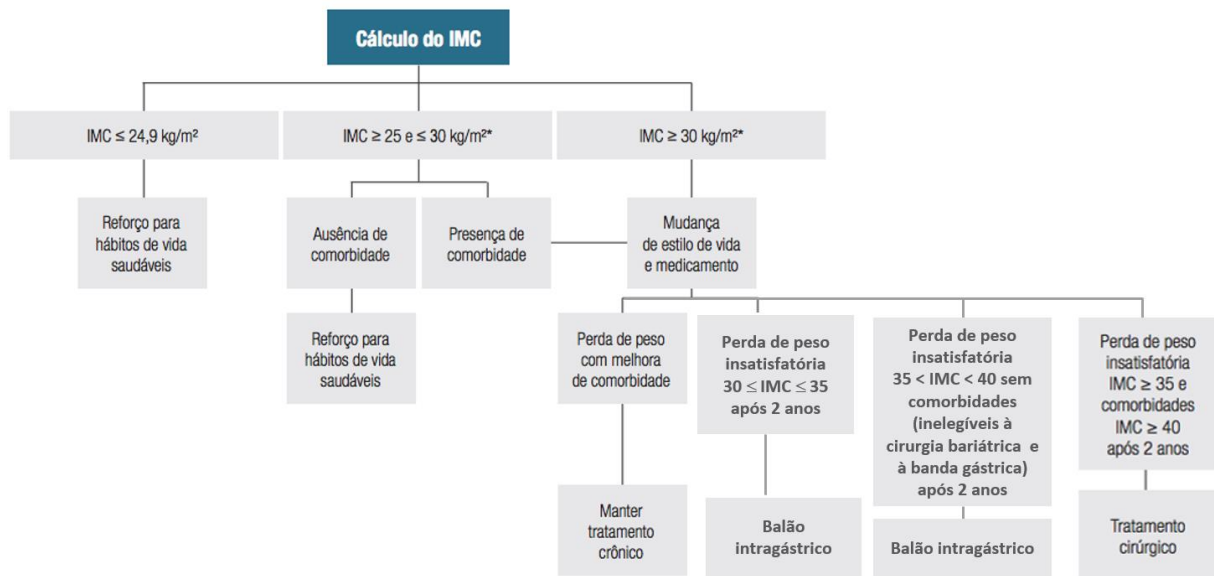 Cálculo do IMC
IMC ≤ 24,9 kg/m²
IMC ≥ 25 e ≤ 30 kg/m²*
IMC ≥ 30 kg/m²*
Reforço para
hábitos de vida
saudáveis
Ausência de
comorbidade
Presença de
comorbidade
Mudança
de estilo de vida
e medicamento
Reforço para
hábitos de vida
saudáveis
Perda de peso
com melhora
de comorbidade
Perda de peso
insatisfatória
30 ≤ IMC ≤ 35
após 2 anos
Perda de peso
insatisfatória
35 < IMC < 40 sem
comorbidades
(inelegíveis à
cirurgia bariátrica e
à banda gástrica)
após 2 anos
Perda de peso
insatisfatória
IMC ≥ 35 e
comorbidades
IMC ≥ 40
após 2 anos
Manter
tratamento
crônico
Balão
intragástrico
Balão intragástrico
Tratamento
cirúrgico